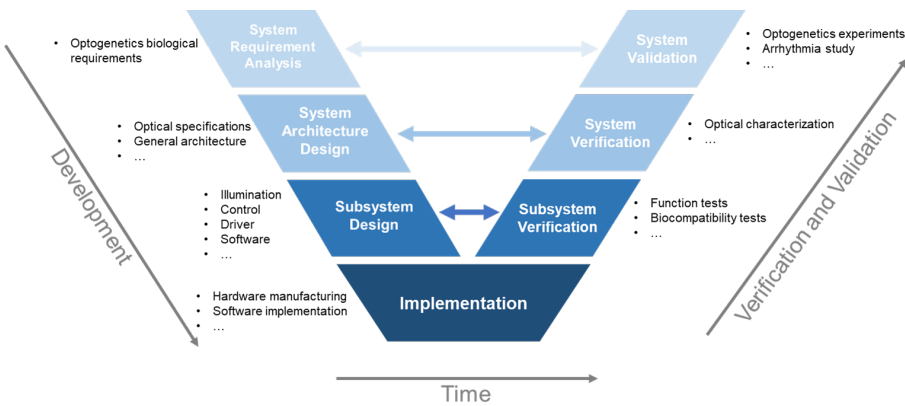 System
Requirement
Analysis
• Optogenetics biological
requirements
System
Validation
• Optogenetics experiments
• Arrhythmia study
• …
System
Architecture
Design
• Optical specifications
• General architecture
• …
System
Verification
• Optical characterization
• …
Subsystem
Design
• Illumination
• Control
• Driver
• Software
• …
Subsystem
Verification
• Function tests
• Biocompatibility tests
• …
Implementation
• Hardware manufacturing
• Software implementation
• …
Development
Verification and Validation
Time